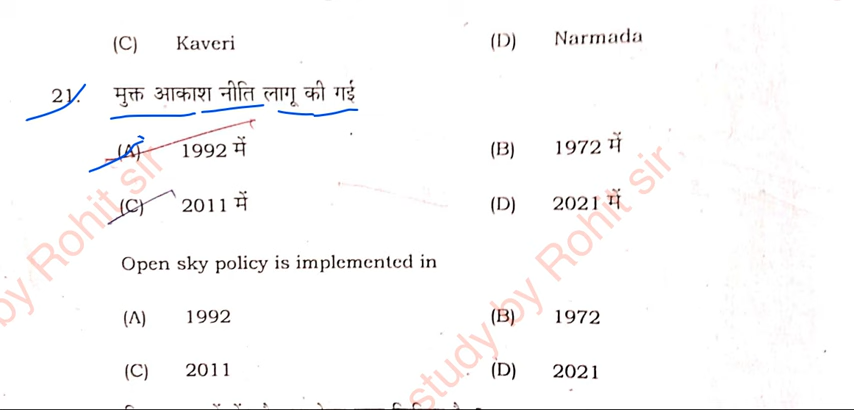 (C) Kaveri (D) Narmada
21. मुक्त आकाश नीति लागू की गई
(A) 1992 में (B) 1972 में
(C) 2011 में (D) 2021 में
Open sky policy is implemented in
(A) 1992 (B) 1972
(C) 2011 (D) 2021
by Rohit sir
study by Rohit sir